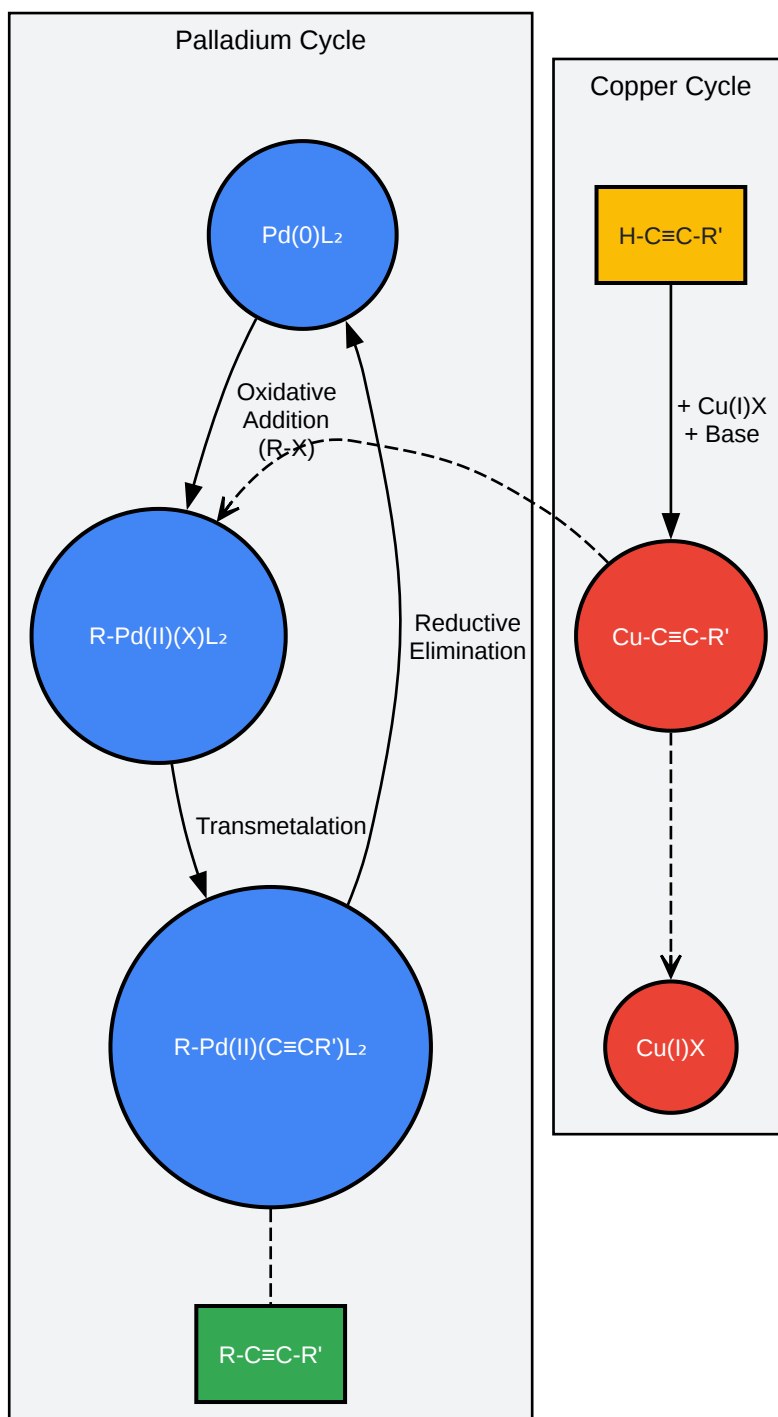 Palladium Cycle
Pd(0)L₂
Oxidative
Addition
(R-X)
R-Pd(II)(X)L₂
Reductive
Elimination
Transmetalation
R-Pd(II)(C≡CR')L₂
R-C≡C-R'
Copper Cycle
H-C≡C-R'
+ Cu(I)X
+ Base
Cu-C≡C-R'
Cu(I)X